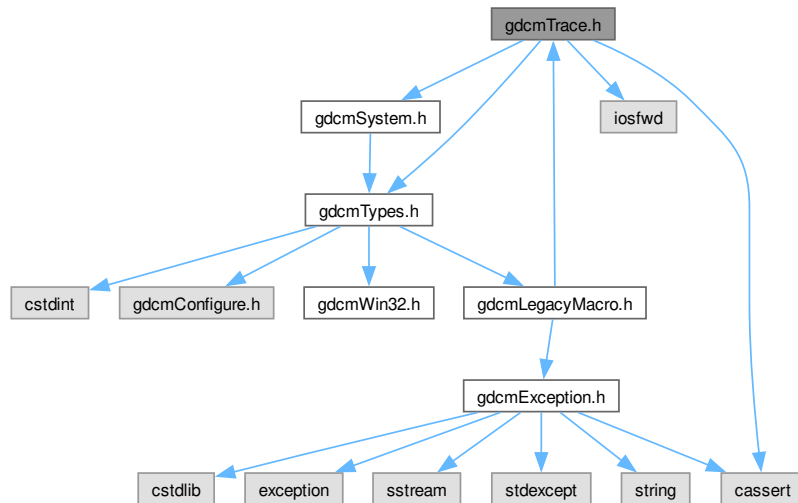 gdcmTrace.h
gdcmSystem.h
iosfwd
gdcmTypes.h
cstdint
gdcmConfigure.h
gdcmWin32.h
gdcmLegacyMacro.h
gdcmException.h
cstdlib
exception
sstream
stdexcept
string
cassert